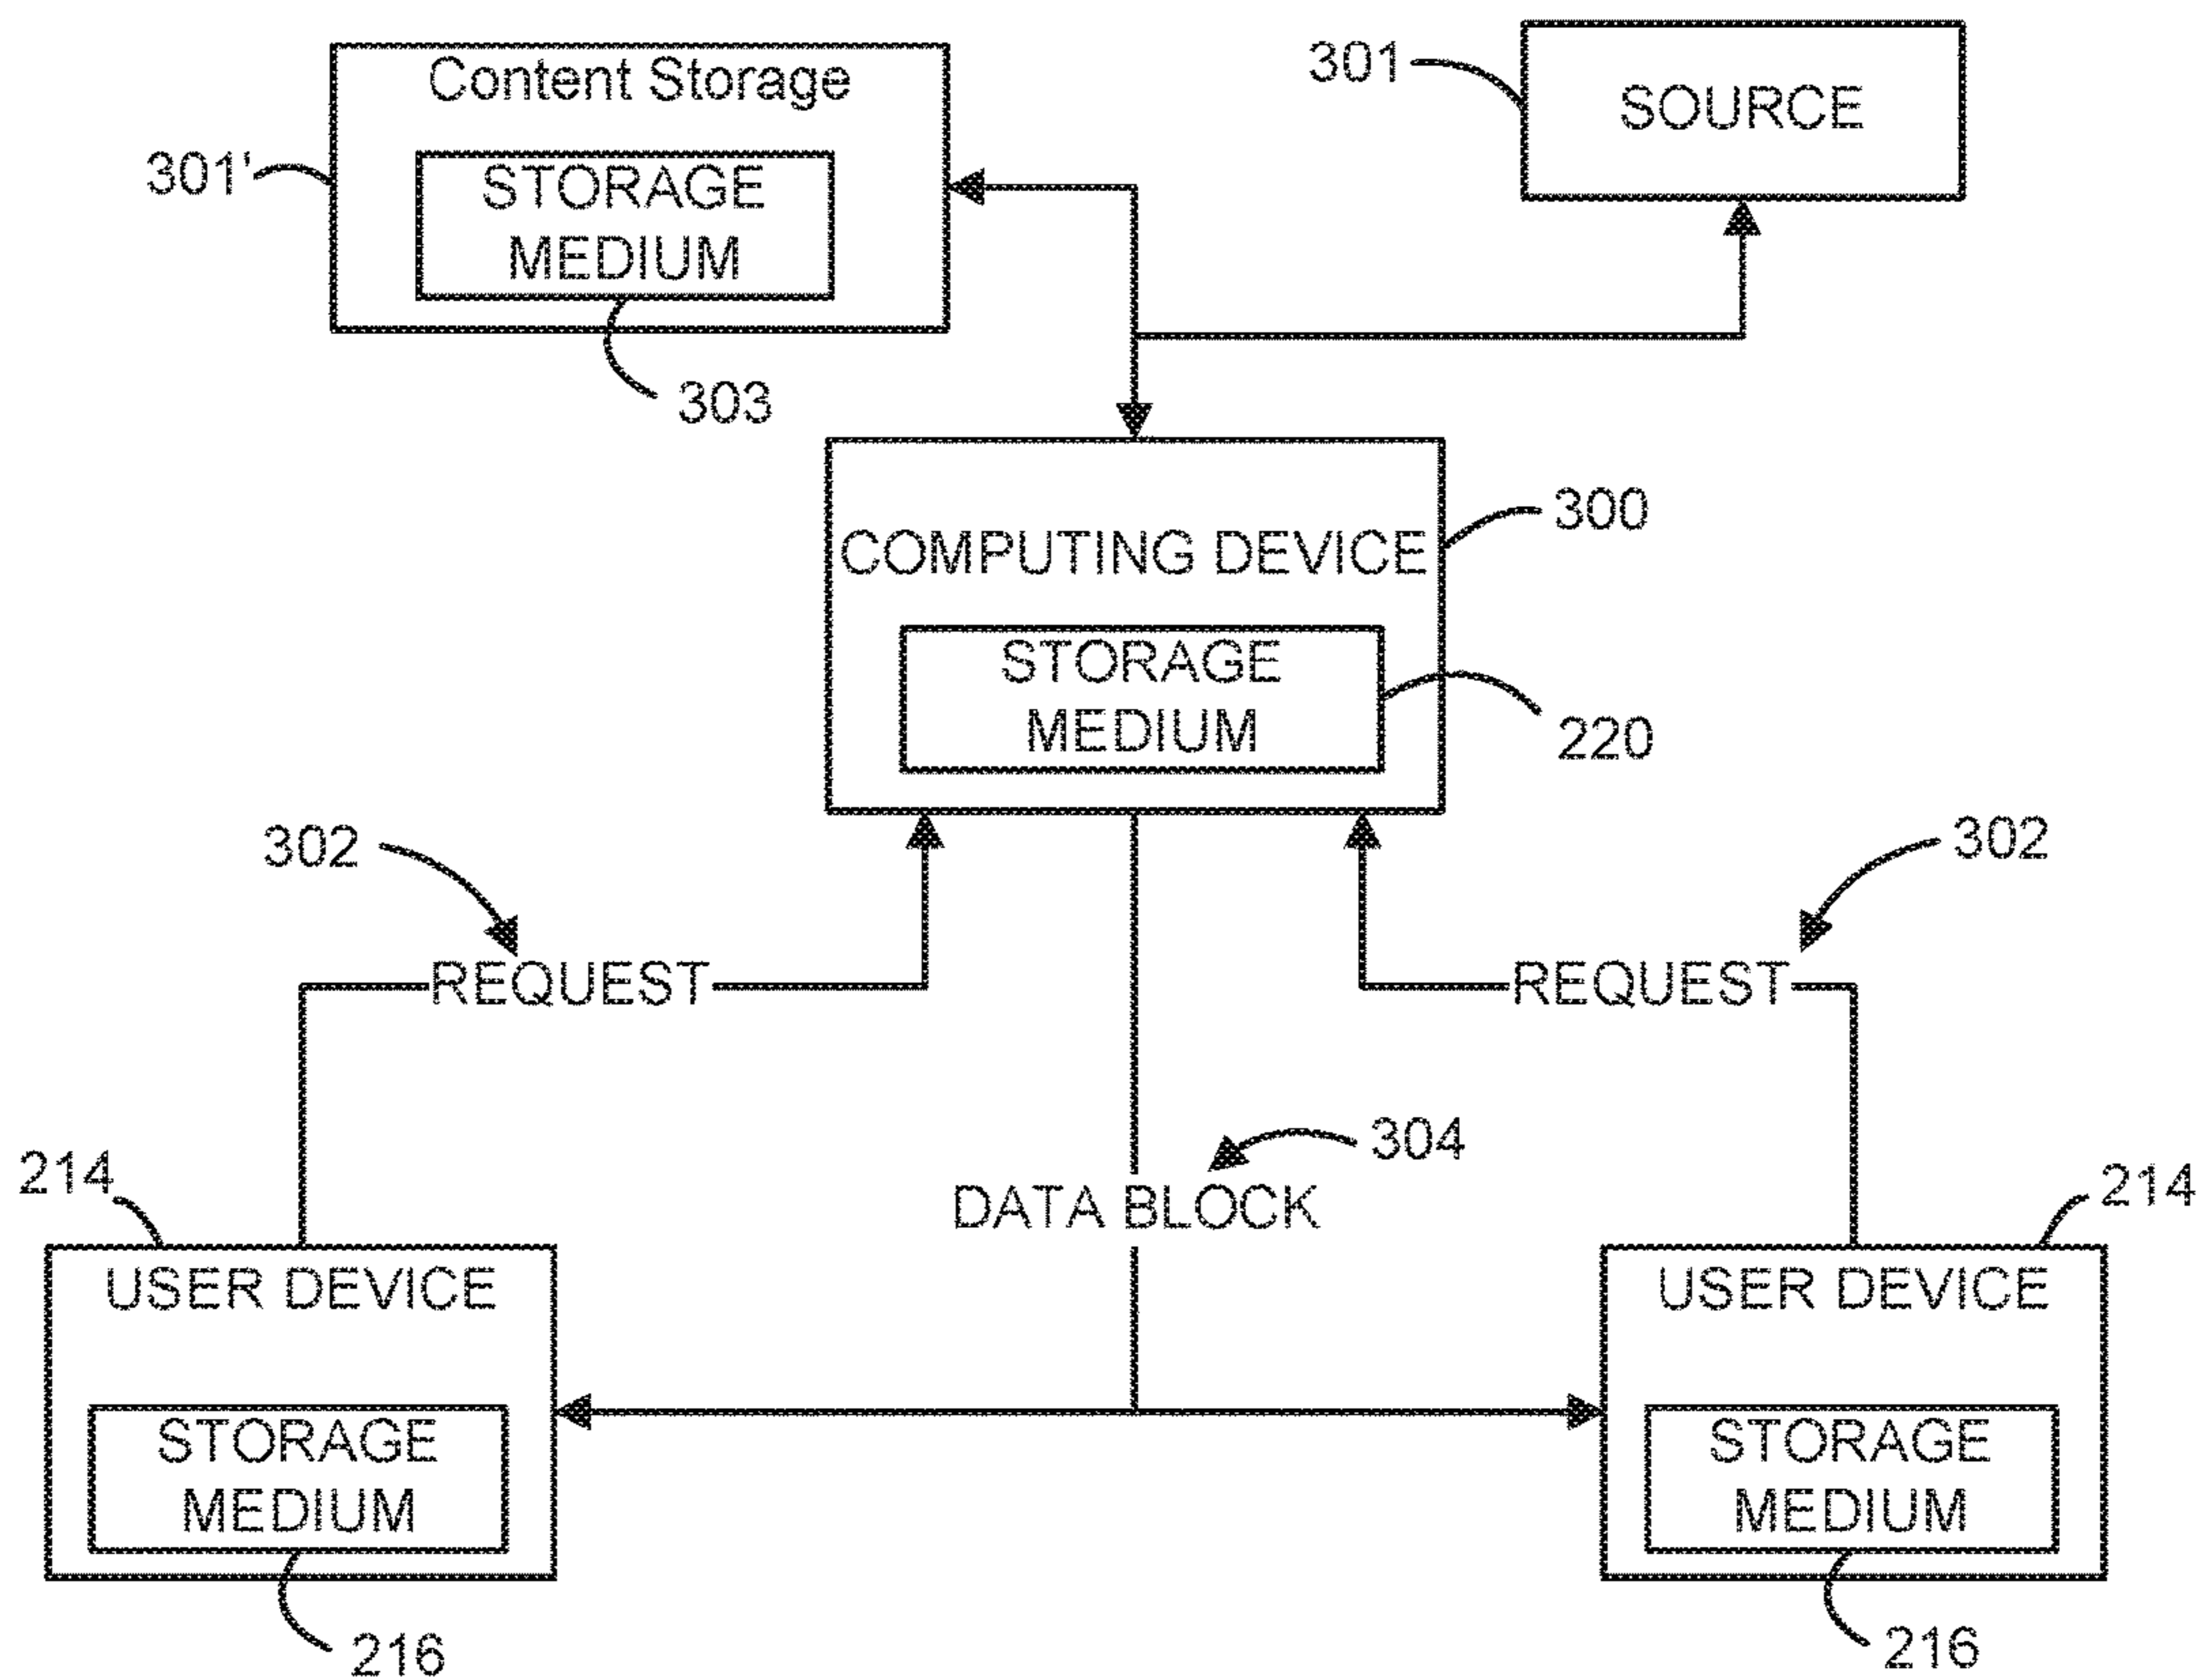 Content Storage
301'
STORAGE
MEDIUM
303
301
SOURCE
300
COMPUTING DEVICE
STORAGE
MEDIUM
220
302
REQUEST
302
REQUEST
304
DATA BLOCK
214
USER DEVICE
STORAGE
MEDIUM
216
214
USER DEVICE
STORAGE
MEDIUM
216